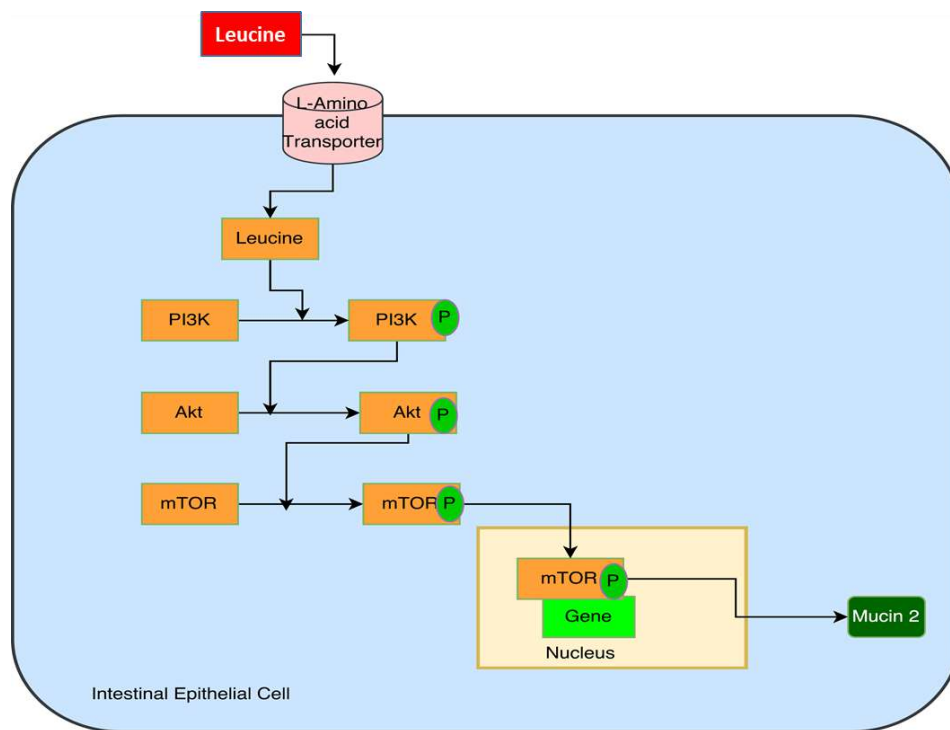 Leucine
L-Amino
acid
Transporter
Leucine
PI3K
PI3K
P
Akt
Akt
P
mTOR
mTOR
P
mTOR
P
Gene
Nucleus
Mucin 2
Intestinal Epithelial Cell